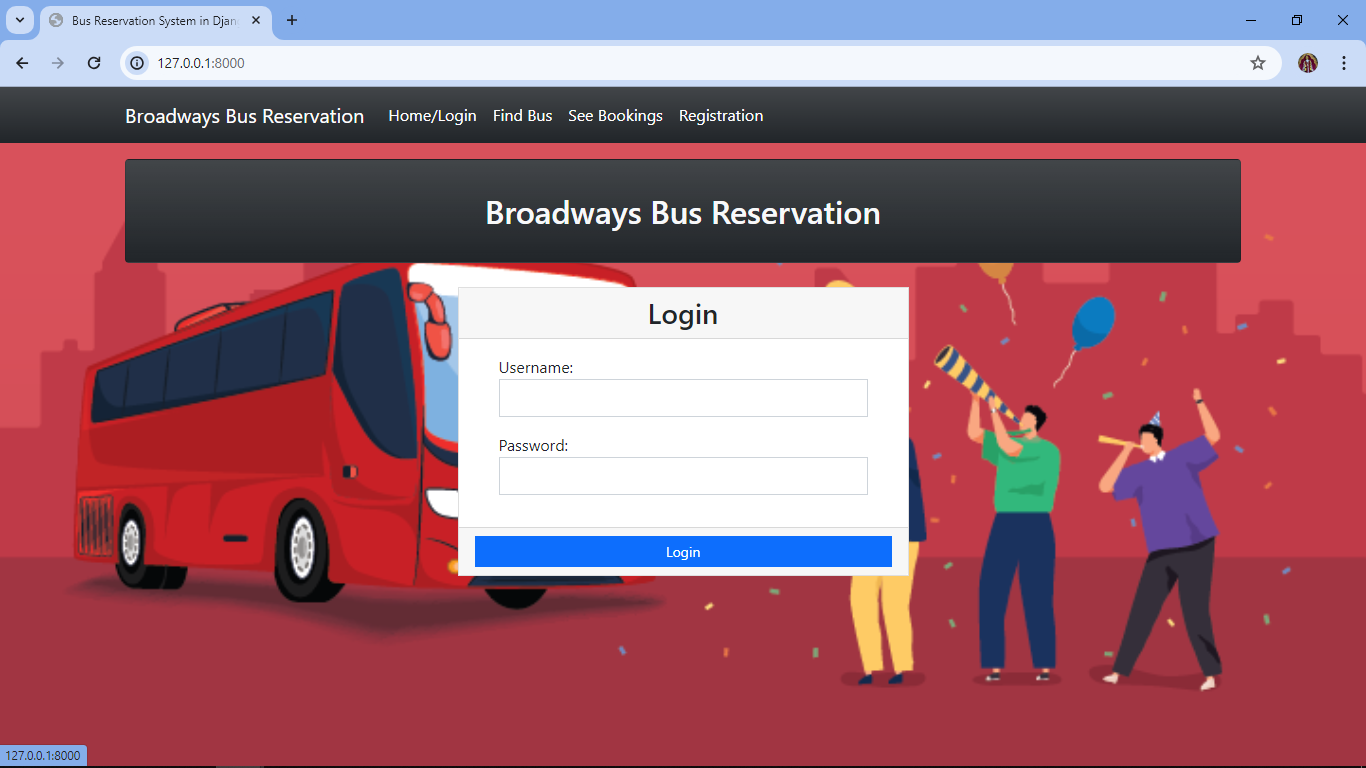 Bus Reservation System in Djan
127.0.0.1:8000
Broadways Bus Reservation Home/Login Find Bus See Bookings Registration
Broadways Bus Reservation
Login
Username:
Password:
Login
127.0.0.1:8000